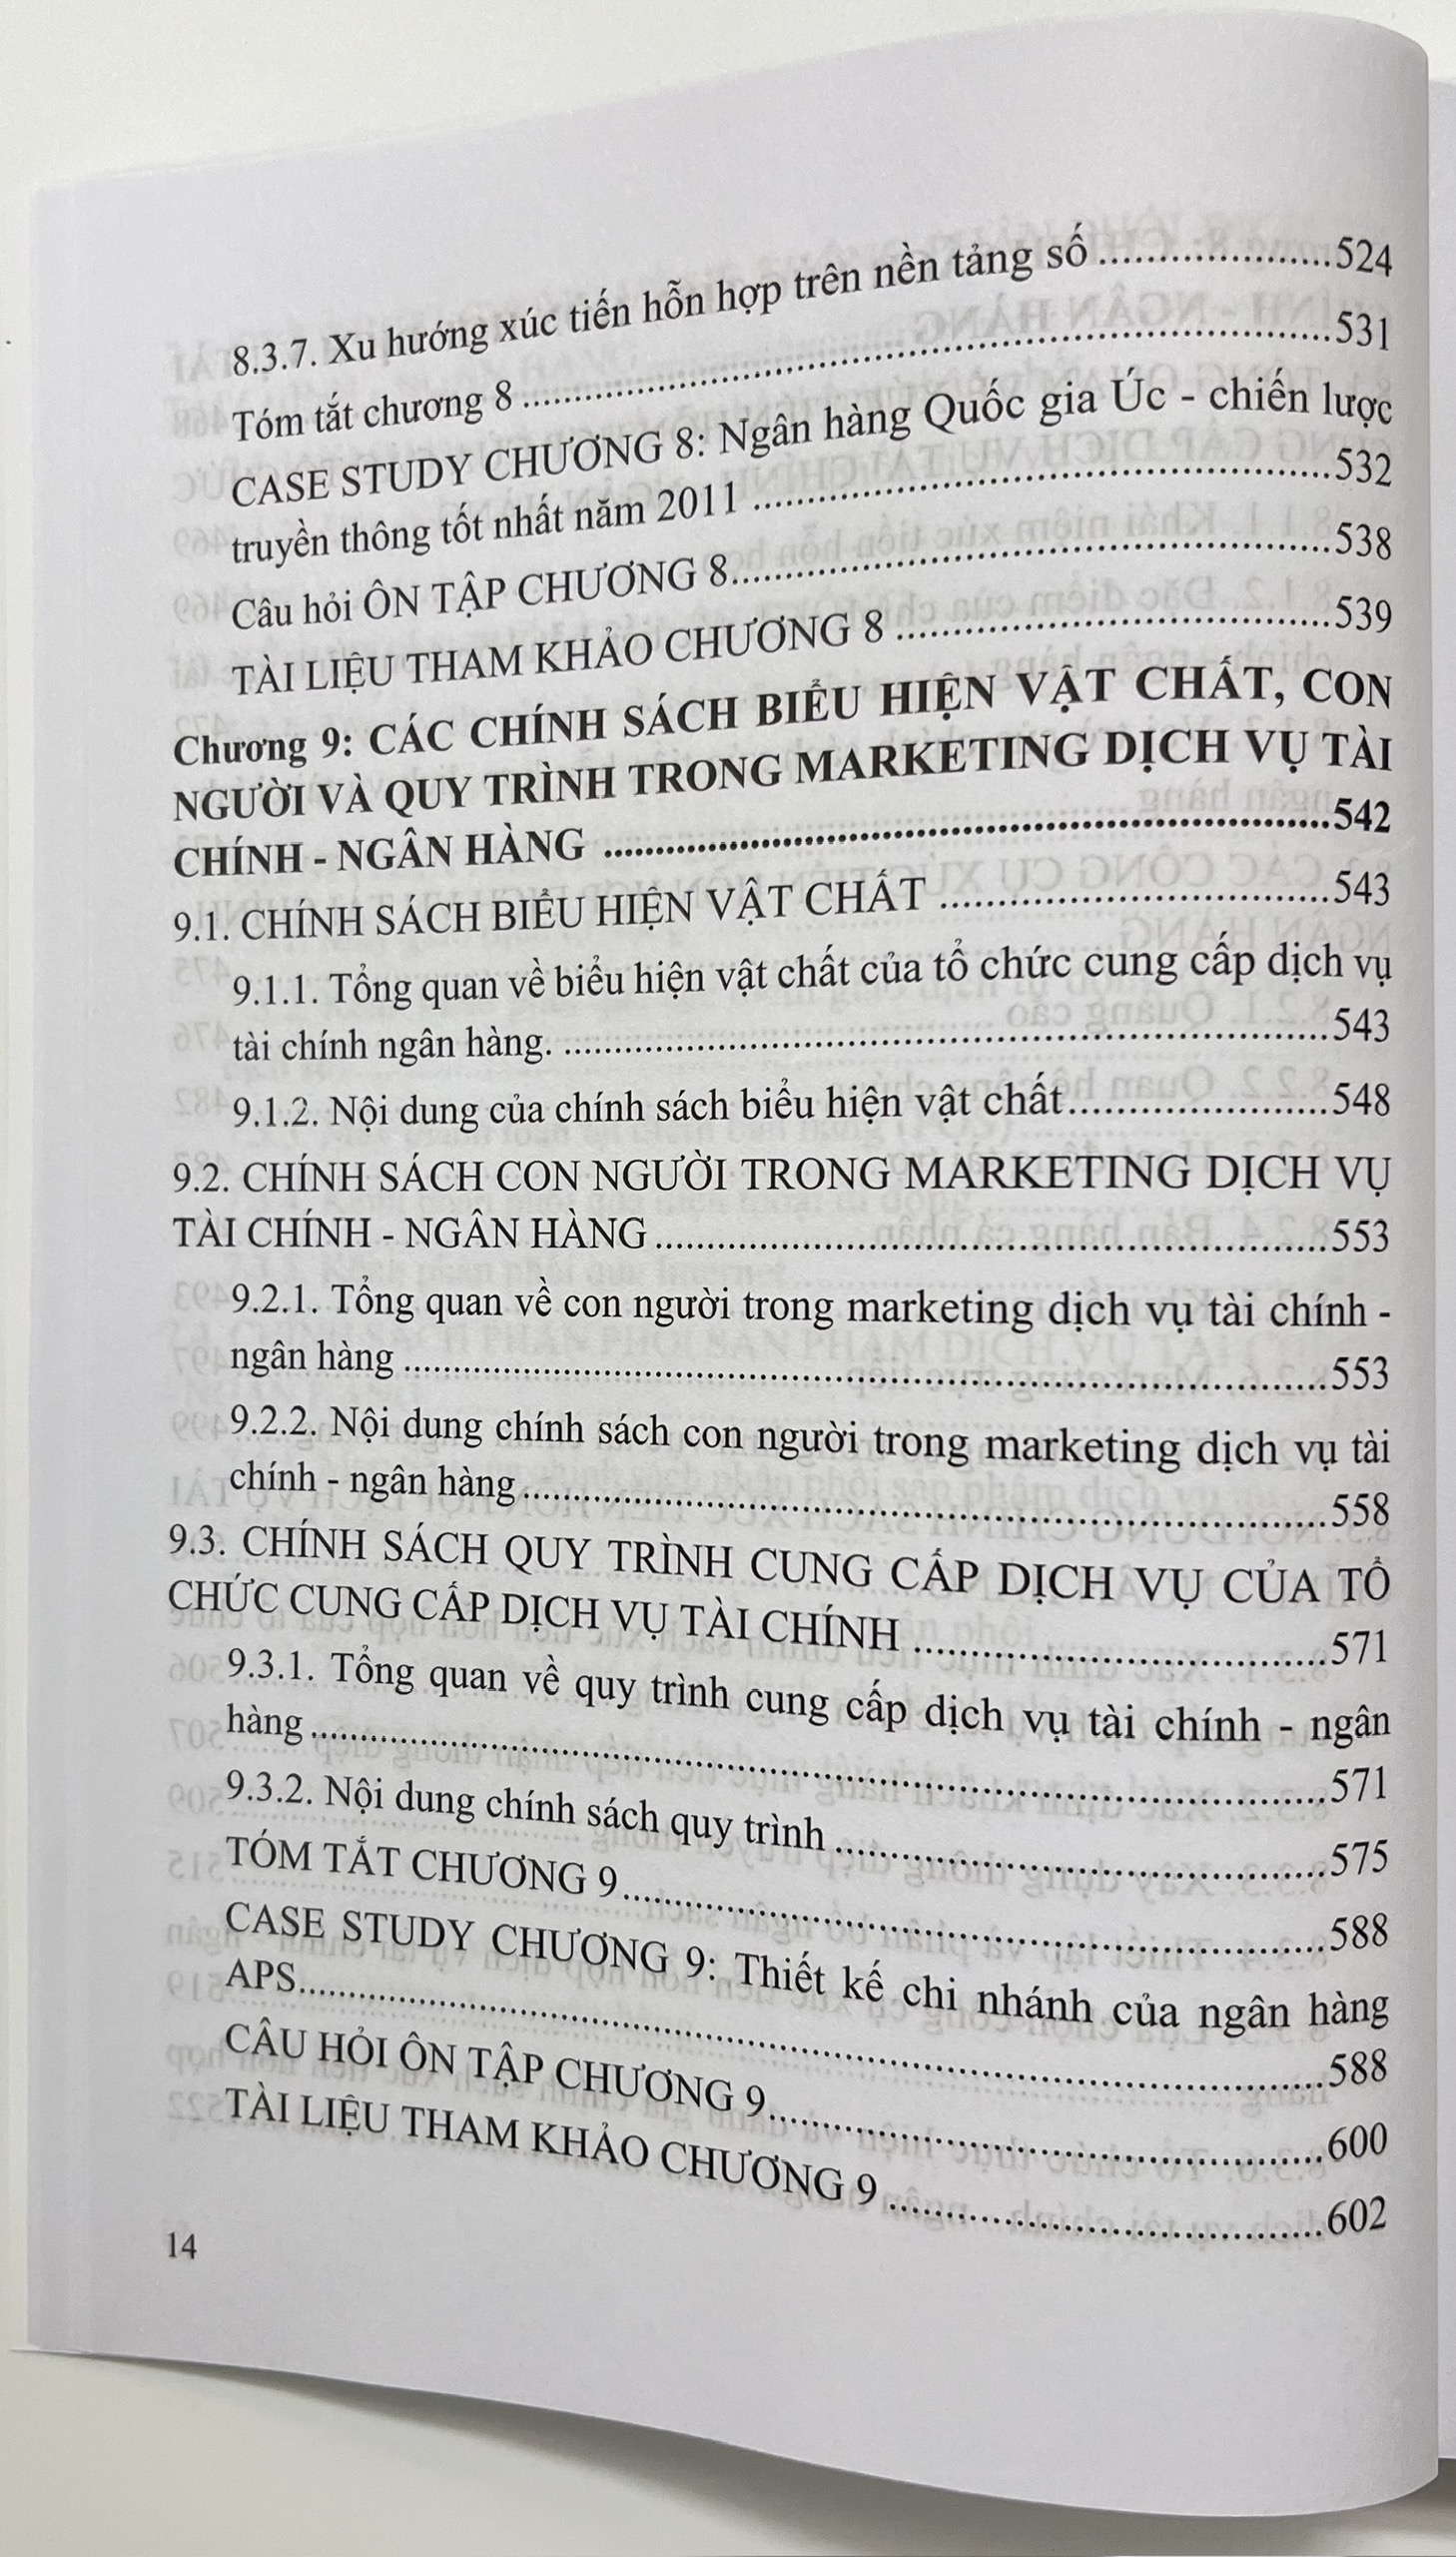 8.3.7. Xu hướng xúc tiến hỗn hợp trên nền tảng số ......................524
Tóm tắt chương 8 ..............................................................................531
CASE STUDY CHƯƠNG 8: Ngân hàng Quốc gia Úc - chiến lược
truyền thông tốt nhất năm 2011 ........................................................532
Câu hỏi ÔN TẬP CHƯƠNG 8..........................................................538
TÀI LIỆU THAM KHẢO CHƯƠNG 8 ..........................................539
Chương 9: CÁC CHÍNH SÁCH BIỂU HIỆN VẬT CHẤT, CON
NGƯỜI VÀ QUY TRÌNH TRONG MARKETING DỊCH VỤ TÀI
CHÍNH - NGÂN HÀNG ......................................................................542
9.1. CHÍNH SÁCH BIỂU HIỆN VẬT CHẤT ......................................543
9.1.1. Tổng quan về biểu hiện vật chất của tổ chức cung cấp dịch vụ
tài chính ngân hàng. ..........................................................................543
9.1.2. Nội dung của chính sách biểu hiện vật chất.........................548
9.2. CHÍNH SÁCH CON NGƯỜI TRONG MARKETING DỊCH VỤ
TÀI CHÍNH - NGÂN HÀNG.................................................................553
9.2.1. Tổng quan về con người trong marketing dịch vụ tài chính -
ngân hàng .........................................................................................553
9.2.2. Nội dung chính sách con người trong marketing dịch vụ tài
chính - ngân hàng..............................................................................558
9.3. CHÍNH SÁCH QUY TRÌNH CUNG CẤP DỊCH VỤ CỦA TỔ
CHỨC CUNG CẤP DỊCH VỤ TÀI CHÍNH ........................................571
9.3.1. Tổng quan về quy trình cung cấp dịch vụ tài chính - ngân
hàng ..................................................................................................571
9.3.2. Nội dung chính sách quy trình ...............................................575
TÓM TẮT CHƯƠNG 9....................................................................588
CASE STUDY CHƯƠNG 9: Thiết kế chi nhánh của ngân hàng
APS...................................................................................................588
CÂU HỎI ÔN TẬP CHƯƠNG 9......................................................600
TÀI LIỆU THAM KHẢO CHƯƠNG 9 ..........................................602
14